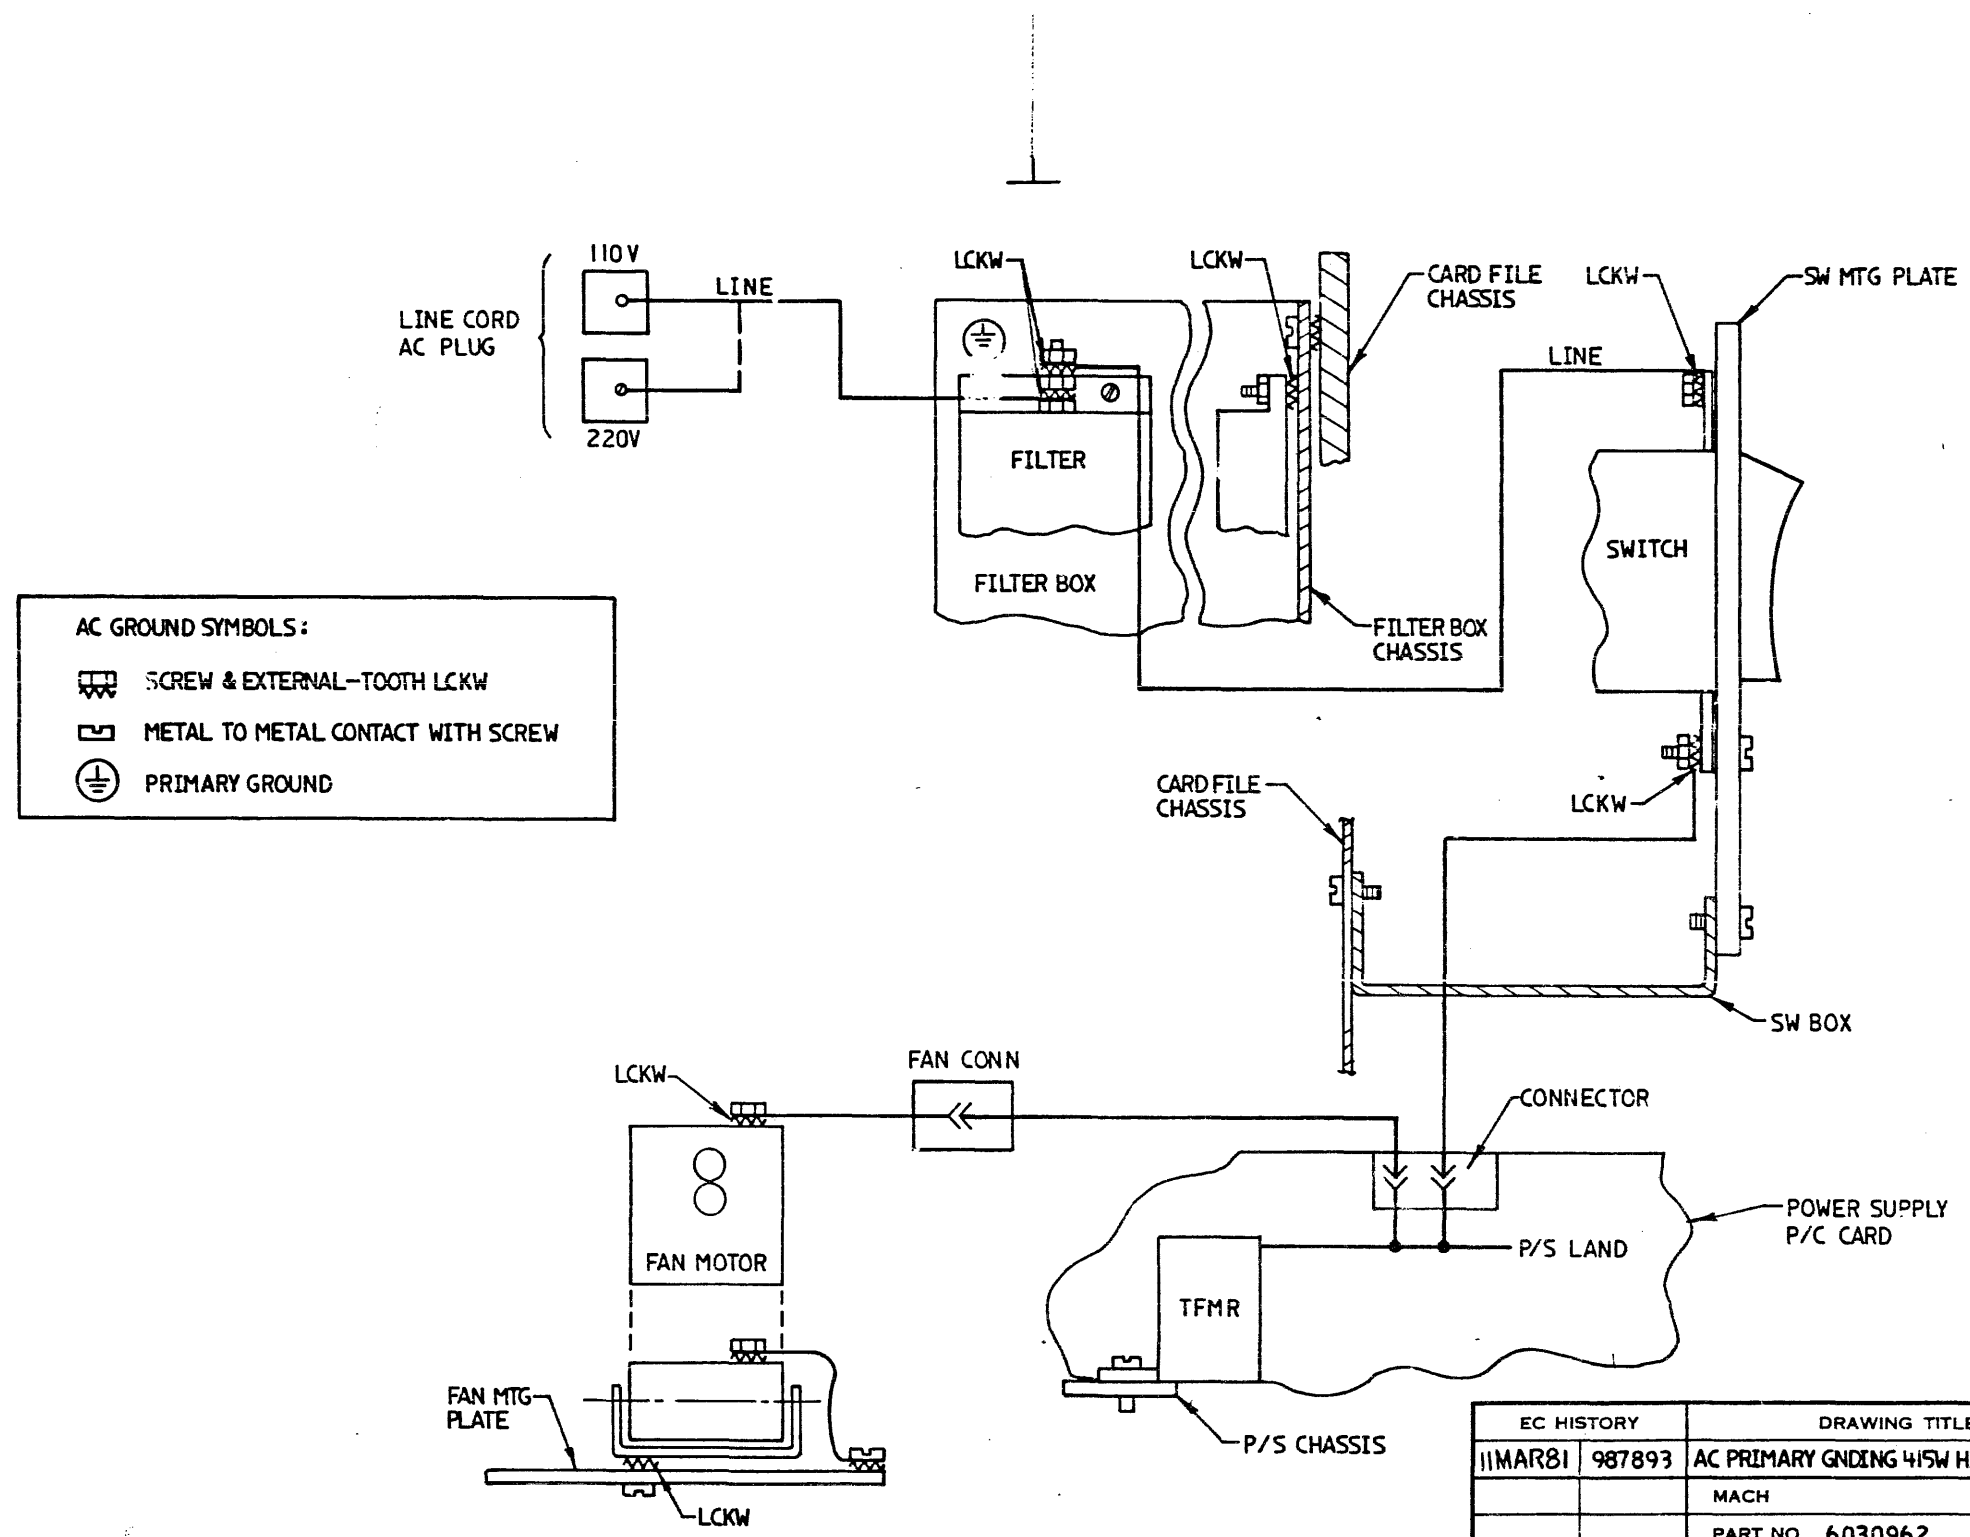 110V
LINE
LINE CORD
AC PLUG
220V
LCKW
LCKW
CARD FILE
CHASSIS
LCKW
SW MTG PLATE
LINE
FILTER
FILTER BOX
SWITCH
FILTER BOX
CHASSIS
AC GROUND SYMBOLS:
SCREW & EXTERNAL-TOOTH LCKW
METAL TO METAL CONTACT WITH SCREW
PRIMARY GROUND
CARD FILE
CHASSIS
LCKW
SW BOX
FAN CONN
LCKW
CONNECTOR
FAN MOTOR
POWER SUPPLY
P/C CARD
P/S LAND
TFMR
FAN MTG
PLATE
P/S CHASSIS
LCKW
EC HISTORY
DRAWING TITLE
11MAR81 987893 AC PRIMARY GNDING 415W H
MACH
PART NO. 6030962